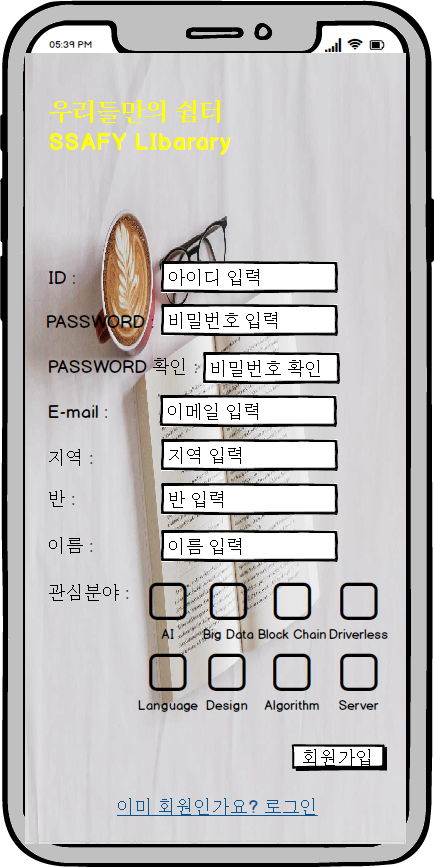 05:39 PM
우리들만의 쉼터
SSAFY LIbarary
ID : 아이디 입력
PASSWORD : 비밀번호 입력
PASSWORD 확인 : 비밀번호 확인
E-mail : 이메일 입력
지역 : 지역 입력
반 : 반 입력
이름 : 이름 입력
관심분야 :
AI Big Data Block Chain Driverless
Language Design Algorithm Server
회원가입
이미 회원인가요? 로그인